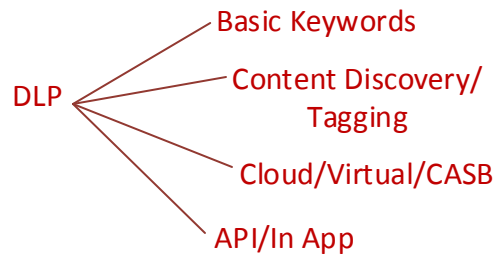 Basic Keywords
DLP
Content Discovery/
Tagging
Cloud/Virtual/CASB
API/In App